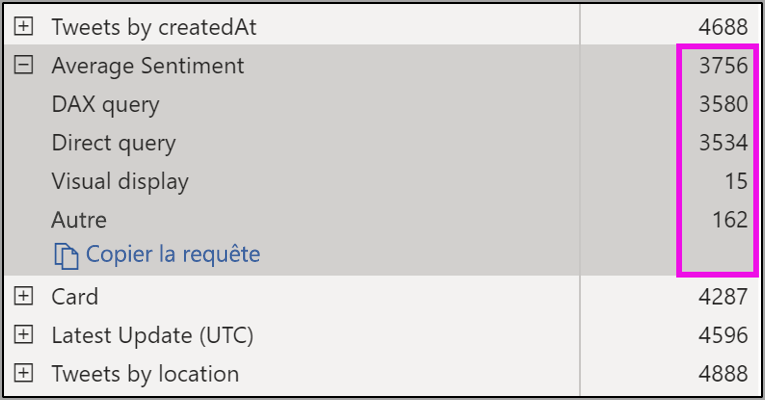 Tweets by createdAt 4688
Average Sentiment 3756
DAX query 3580
Direct query 3534
Visual display 15
Autre 162
Copier la requête
Card 4287
Latest Update (UTC) 4596
Tweets by location 4888